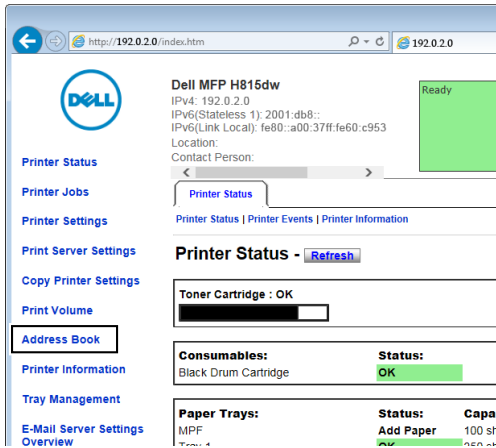 http://192.0.2.0/index.htm
192.0.2.0
DELL
Dell MFP H815dw
IPv4: 192.0.2.0
IPv6(Stateless 1): 2001:db8::
IPv6(Link Local): fe80::a00:37ff:fe60:c953
Location:
Contact Person:
Ready
Printer Status
Printer Jobs
Printer Settings
Print Server Settings
Copy Printer Settings
Print Volume
Address Book
Printer Information
Tray Management
E-Mail Server Settings
Overview
Printer Status
Printer Status | Printer Events | Printer Information
Printer Status - Refresh
Toner Cartridge : OK
Consumables: Status:
Black Drum Cartridge OK
Paper Trays: Status: Capa
MPF Add Paper 100 sh
Tray 1 OK 250 sh